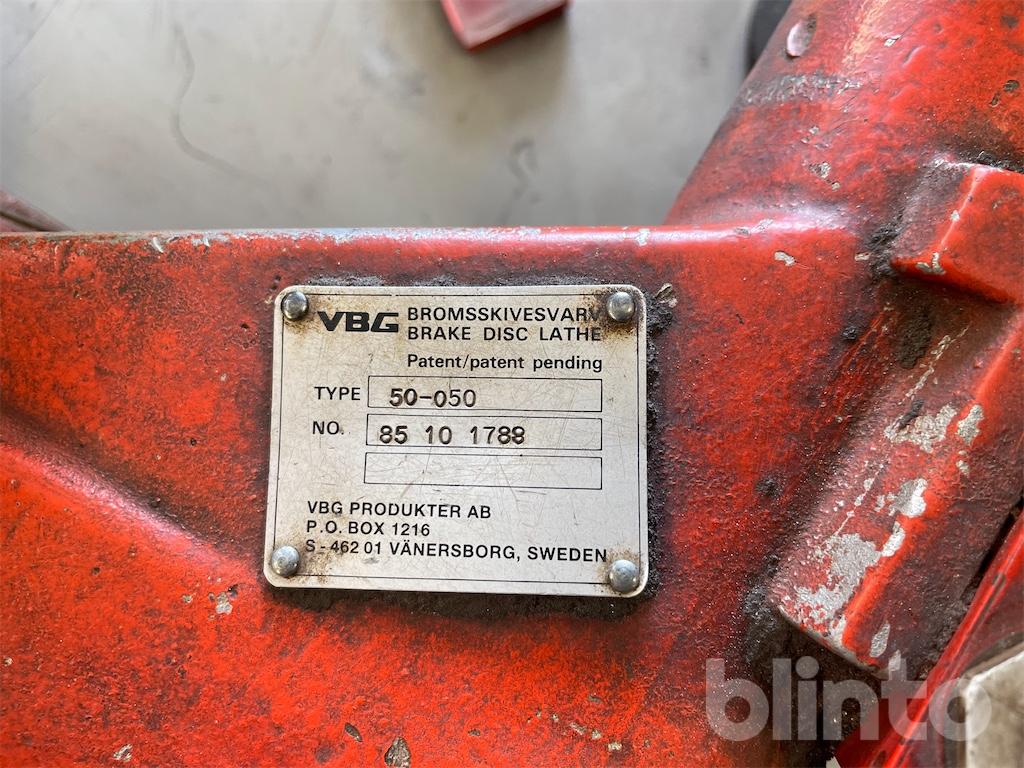 VBG BROMSSKIVESVARV
BRAKE DISC LATHE
Patent/patent pending
TYPE 50-050
NO. 85 10 1788
VBG PRODUKTER AB
P.O. BOX 1216
S-462 01 VÄNERSBORG, SWEDEN
blinto